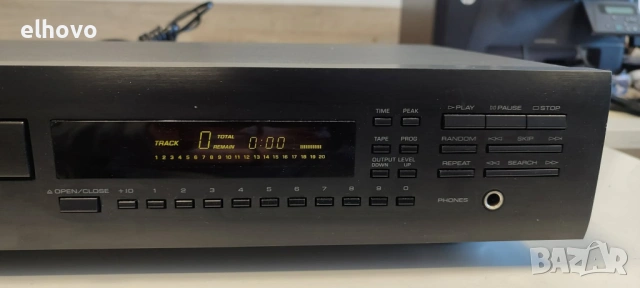 elhovo
TIME PEAK
▷ PLAY ▯▯ PAUSE □ STOP
TRACK 0 TOTAL REMAIN 0:00
1 2 3 4 5 6 7 8 9 10 11 12 13 14 15 16 17 18 19 20
TAPE PROG
RANDOM ◁◁ SKIP ▷▷
OUTPUT LEVEL
DOWN UP
REPEAT ◁◁ SEARCH ▷▷
OPEN/CLOSE +10 1 2 3 4 5 6 7 8 9 0
PHONES
BAZAR